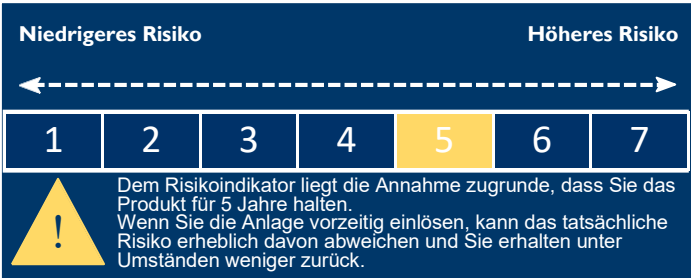 Niedrigeres Risiko Höheres Risiko
1 2 3 4 5 6 7
! Dem Risikoindikator liegt die Annahme zugrunde, dass Sie das
Produkt für 5 Jahre halten.
Wenn Sie die Anlage vorzeitig einlösen, kann das tatsächliche
Risiko erheblich davon abweichen und Sie erhalten unter
Umständen weniger zurück.